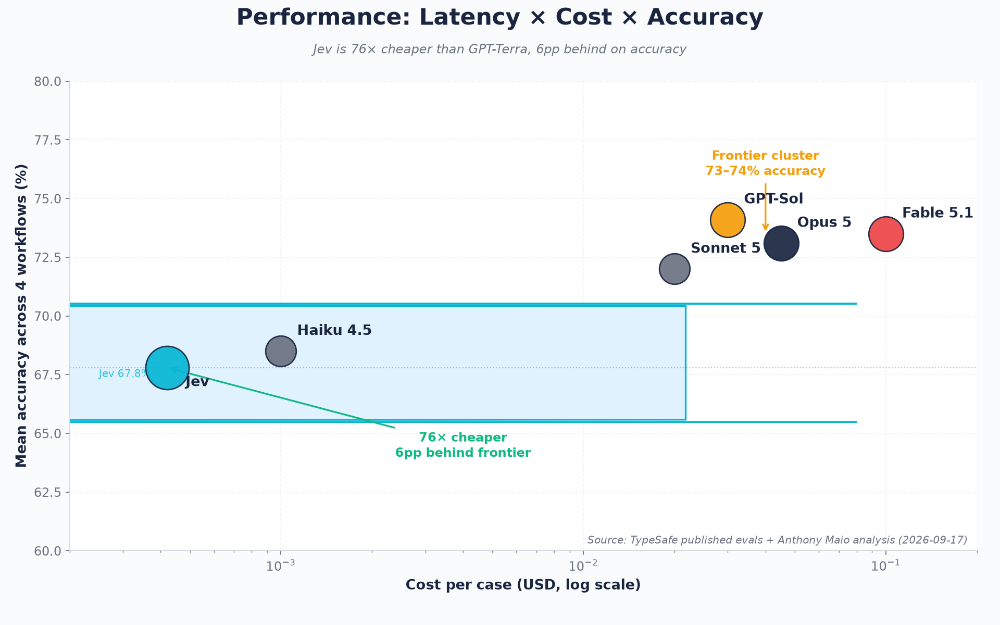 Performance: Latency × Cost × Accuracy
Jev is 76× cheaper than GPT-Terra, 6pp behind on accuracy
Mean accuracy across 4 workflows (%)
80.0
77.5
75.0
72.5
70.0
67.5
65.0
62.5
60.0
Frontier cluster
73–74% accuracy
GPT-Sol
Fable 5.1
Opus 5
Sonnet 5
Haiku 4.5
Jev 67.8%
Jev
76× cheaper
6pp behind frontier
Source: TypeSafe published evals + Anthony Maio analysis (2026-09-17)
10⁻³
10⁻²
10⁻¹
Cost per case (USD, log scale)